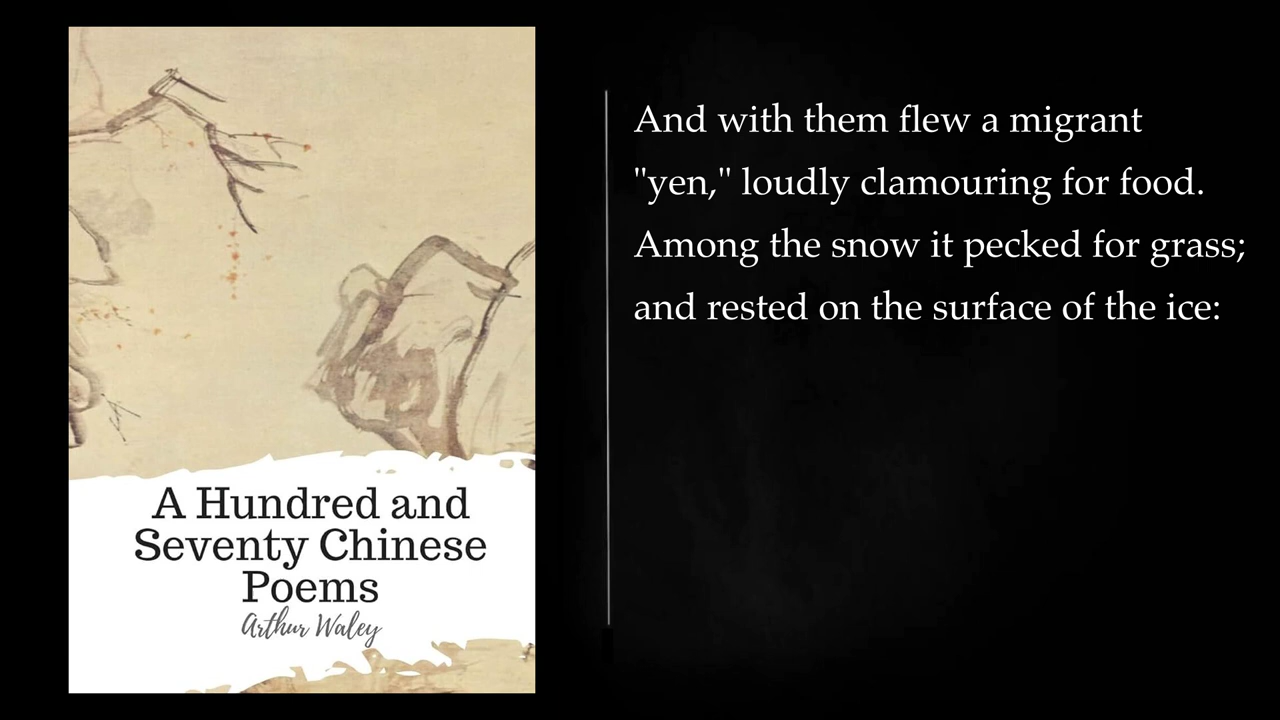 A Hundred and
Seventy Chinese
Poems
Arthur Waley
And with them flew a migrant
"yen," loudly clamouring for food.
Among the snow it pecked for grass;
and rested on the surface of the ice: